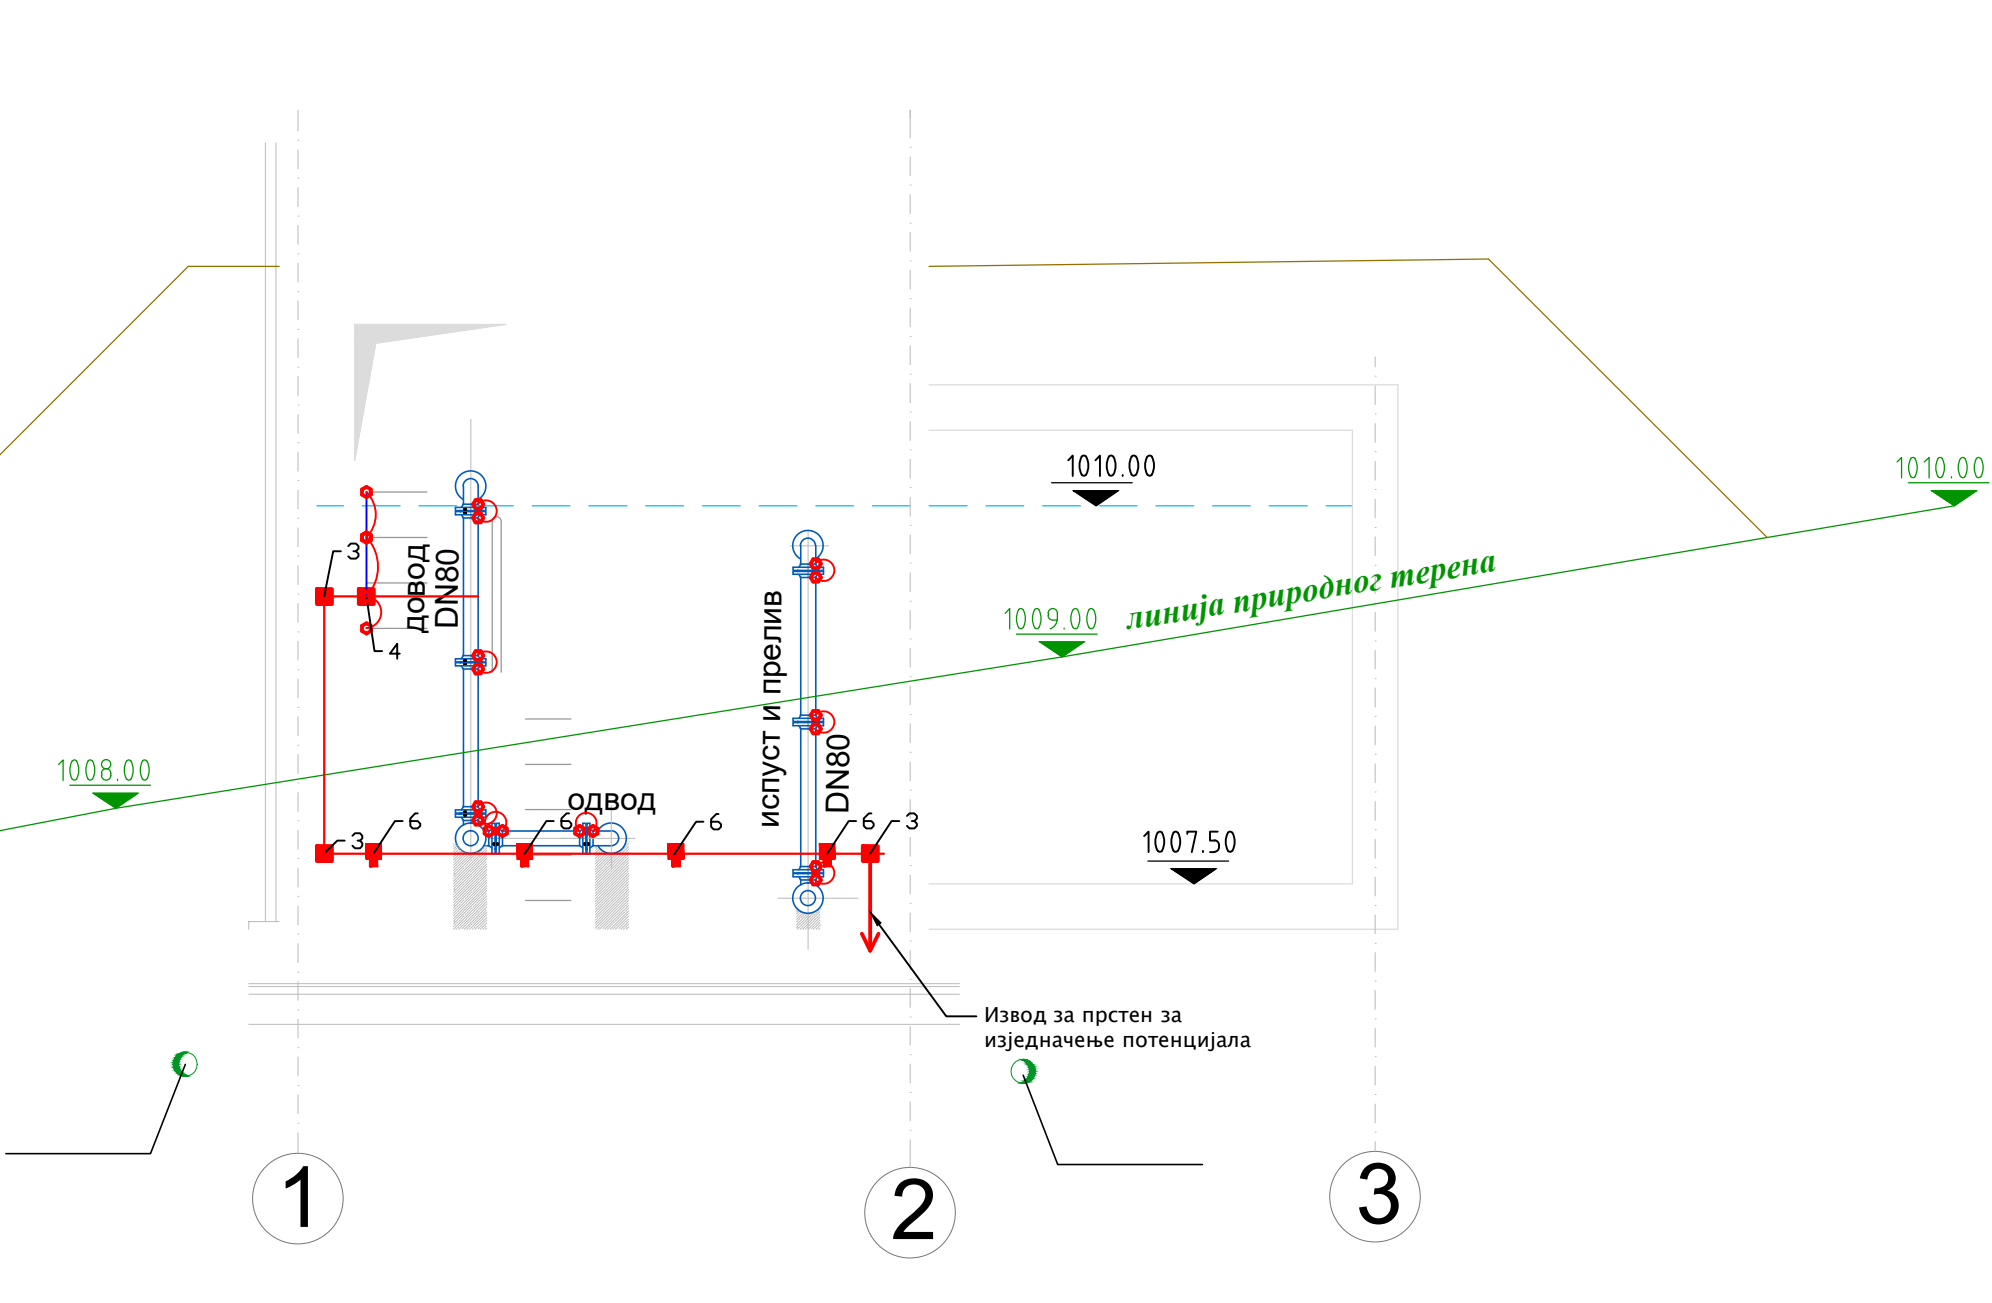 1010.00
1010.00
3
довод
DN80
линија природног терена
1009.00
4
испуст и прелив
DN80
1008.00
одвод
3
6
6
6
6
3
1007.50
Извод за прстен за
изједначење потенцијала
1
2
3